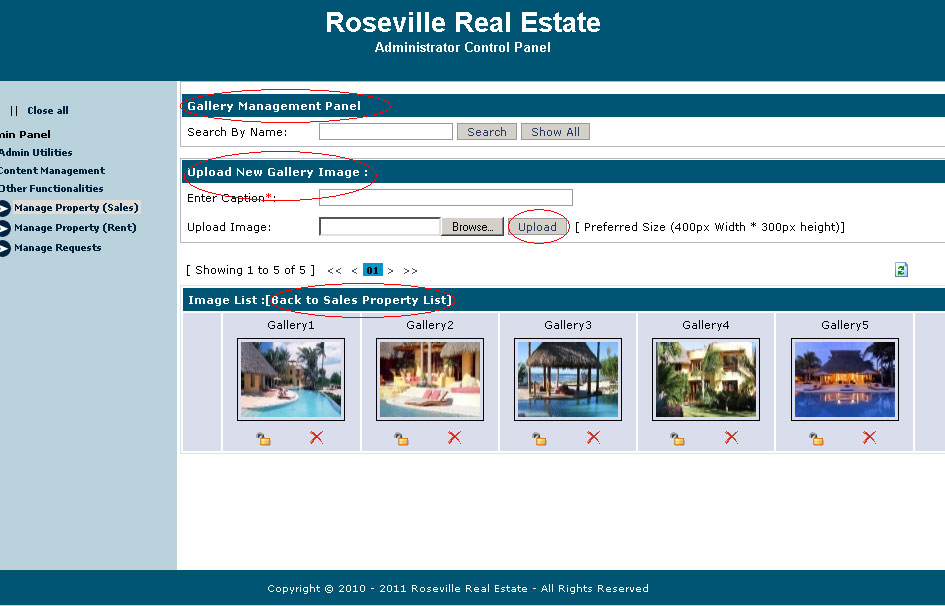 Roseville Real Estate
Administrator Control Panel
|| Close all
min Panel
Admin Utilities
Content Management
Other Functionalities
Manage Property (Sales)
Manage Property (Rent)
Manage Requests
Gallery Management Panel
Search By Name: Search Show All
Upload New Gallery Image :
Enter Caption*:
Upload Image: Browse... Upload [ Preferred Size (400px Width * 300px height)]
[ Showing 1 to 5 of 5 ] << < 01 > >>
Image List :[Back to Sales Property List]
Gallery1 Gallery2 Gallery3 Gallery4 Gallery5
Copyright © 2010 - 2011 Roseville Real Estate - All Rights Reserved